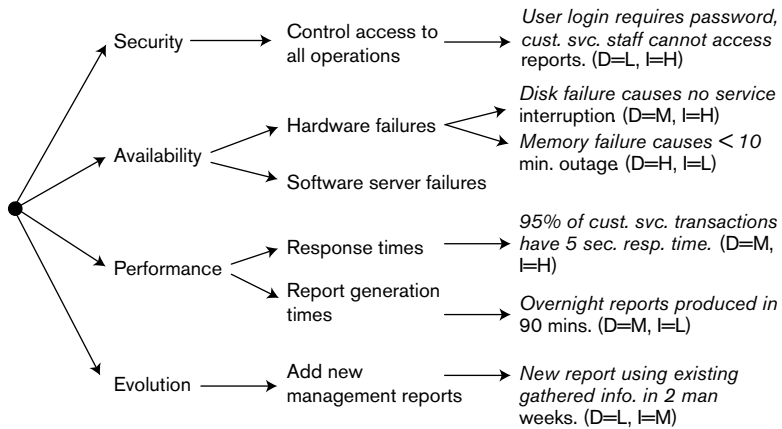 Security
Control access to
all operations
User login requires password,
cust. svc. staff cannot access
reports. (D=L, I=H)
Availability
Hardware failures
Disk failure causes no service
interruption. (D=M, I=H)
Memory failure causes < 10
min. outage. (D=H, I=L)
Software server failures
Performance
Response times
95% of cust. svc. transactions
have 5 sec. resp. time. (D=M,
I=H)
Report generation
times
Overnight reports produced in
90 mins. (D=M, I=L)
Evolution
Add new
management reports
New report using existing
gathered info. in 2 man
weeks. (D=L, I=M)